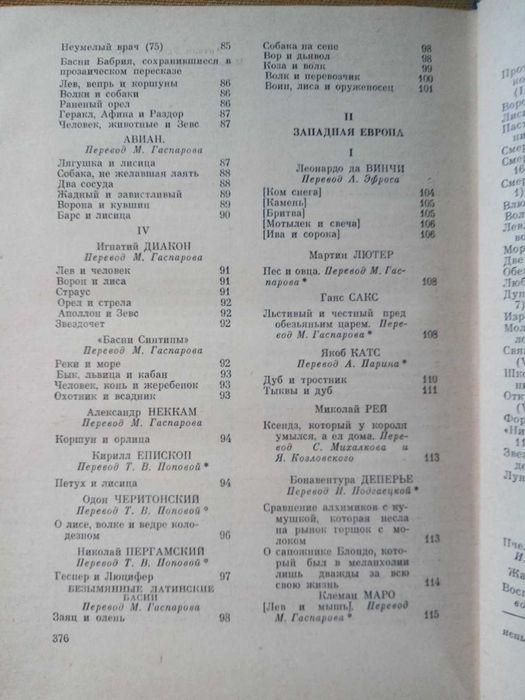 Неумелый врач (75) 85
Басни Бабрия, сохранившиеся в
прозаическом пересказе
Лев, вепрь и коршуны 86
Волки и собаки 86
Раненый орел 86
Геракл, Афина и Раздор 87
Человек, животные и Зевс 87
АВИАН.
Перевод М. Гаспарова
Лягушка и лисица 87
Собака, не желавшая лаять 88
Два сосуда 88
Жадный и завистливый 89
Ворона и кувшин 89
Барс и лисица 90
IV
Игнатий ДИАКОН
Перевод М. Гаспарова
Лев и человек 91
Ворон и лиса 91
Страус 91
Орел и стрела 92
Аполлон и Зевс 92
Звездочет 92
«Басни Синтипы»
Перевод М. Гаспарова
Реки и море 92
Бык, львица и кабан 93
Человек, конь и жеребенок 93
Охотник и всадник 93
Александр НЕККАМ
Перевод М. Гаспарова
Коршун и орлица 94
Кирилл ЕПИСКОП
Перевод Т. В. Поповой *
Петух и лисица 94
Одон ЧЕРИТОНСКИЙ
Перевод Т. В. Поповой *
О лисе, волке и ведре коло-
дезном 96
Николай ПЕРГАМСКИЙ
Перевод Т. В. Поповой *
Геспер и Люцифер 97
БЕЗЫМЯННЫЕ ЛАТИНСКИЕ
БАСНИ
Перевод М. Гаспарова
Заяц и олень 98
376
Собака на сене 98
Вор и дьявол 98
Коза и волк 99
Волк и перевозчик 100
Воин, лиса и оруженосец 101
II
ЗАПАДНАЯ ЕВРОПА
I
Леонардо да ВИНЧИ
Перевод А. Эфроса
[Ком снега] 104
[Камень] 105
[Бритва] 105
[Мотылек и свеча] 106
[Ива и сорока] 106
Мартин ЛЮТЕР
Пес и овца. Перевод М. Гас-
парова * 108
Ганс САКС
Льстивый и честный пред
обезьяньим царем. Пере-
вод М. Гаспарова * 108
Якоб КАТС
Перевод А. Парина *
Дуб и тростник 110
Тыквы и дуб 111
Миколай РЕЙ
Ксендз, который у короля
умылся, а ел дома. Пере-
вод С. Михалкова и
Я. Козловского 113
Бонавентура ДЕПЕРЬЕ
Перевод И. Подгаецкой *
Сравнение алхимиков с ку-
мушкой, которая несла
на рынок горшок с мо-
локом 113
О сапожнике Блондо, кото-
рый был в меланхолии
лишь дважды за всю
свою жизнь 114
Клеман МАРО
[Лев и мышь]. Перевод
М. Гаспарова * 115